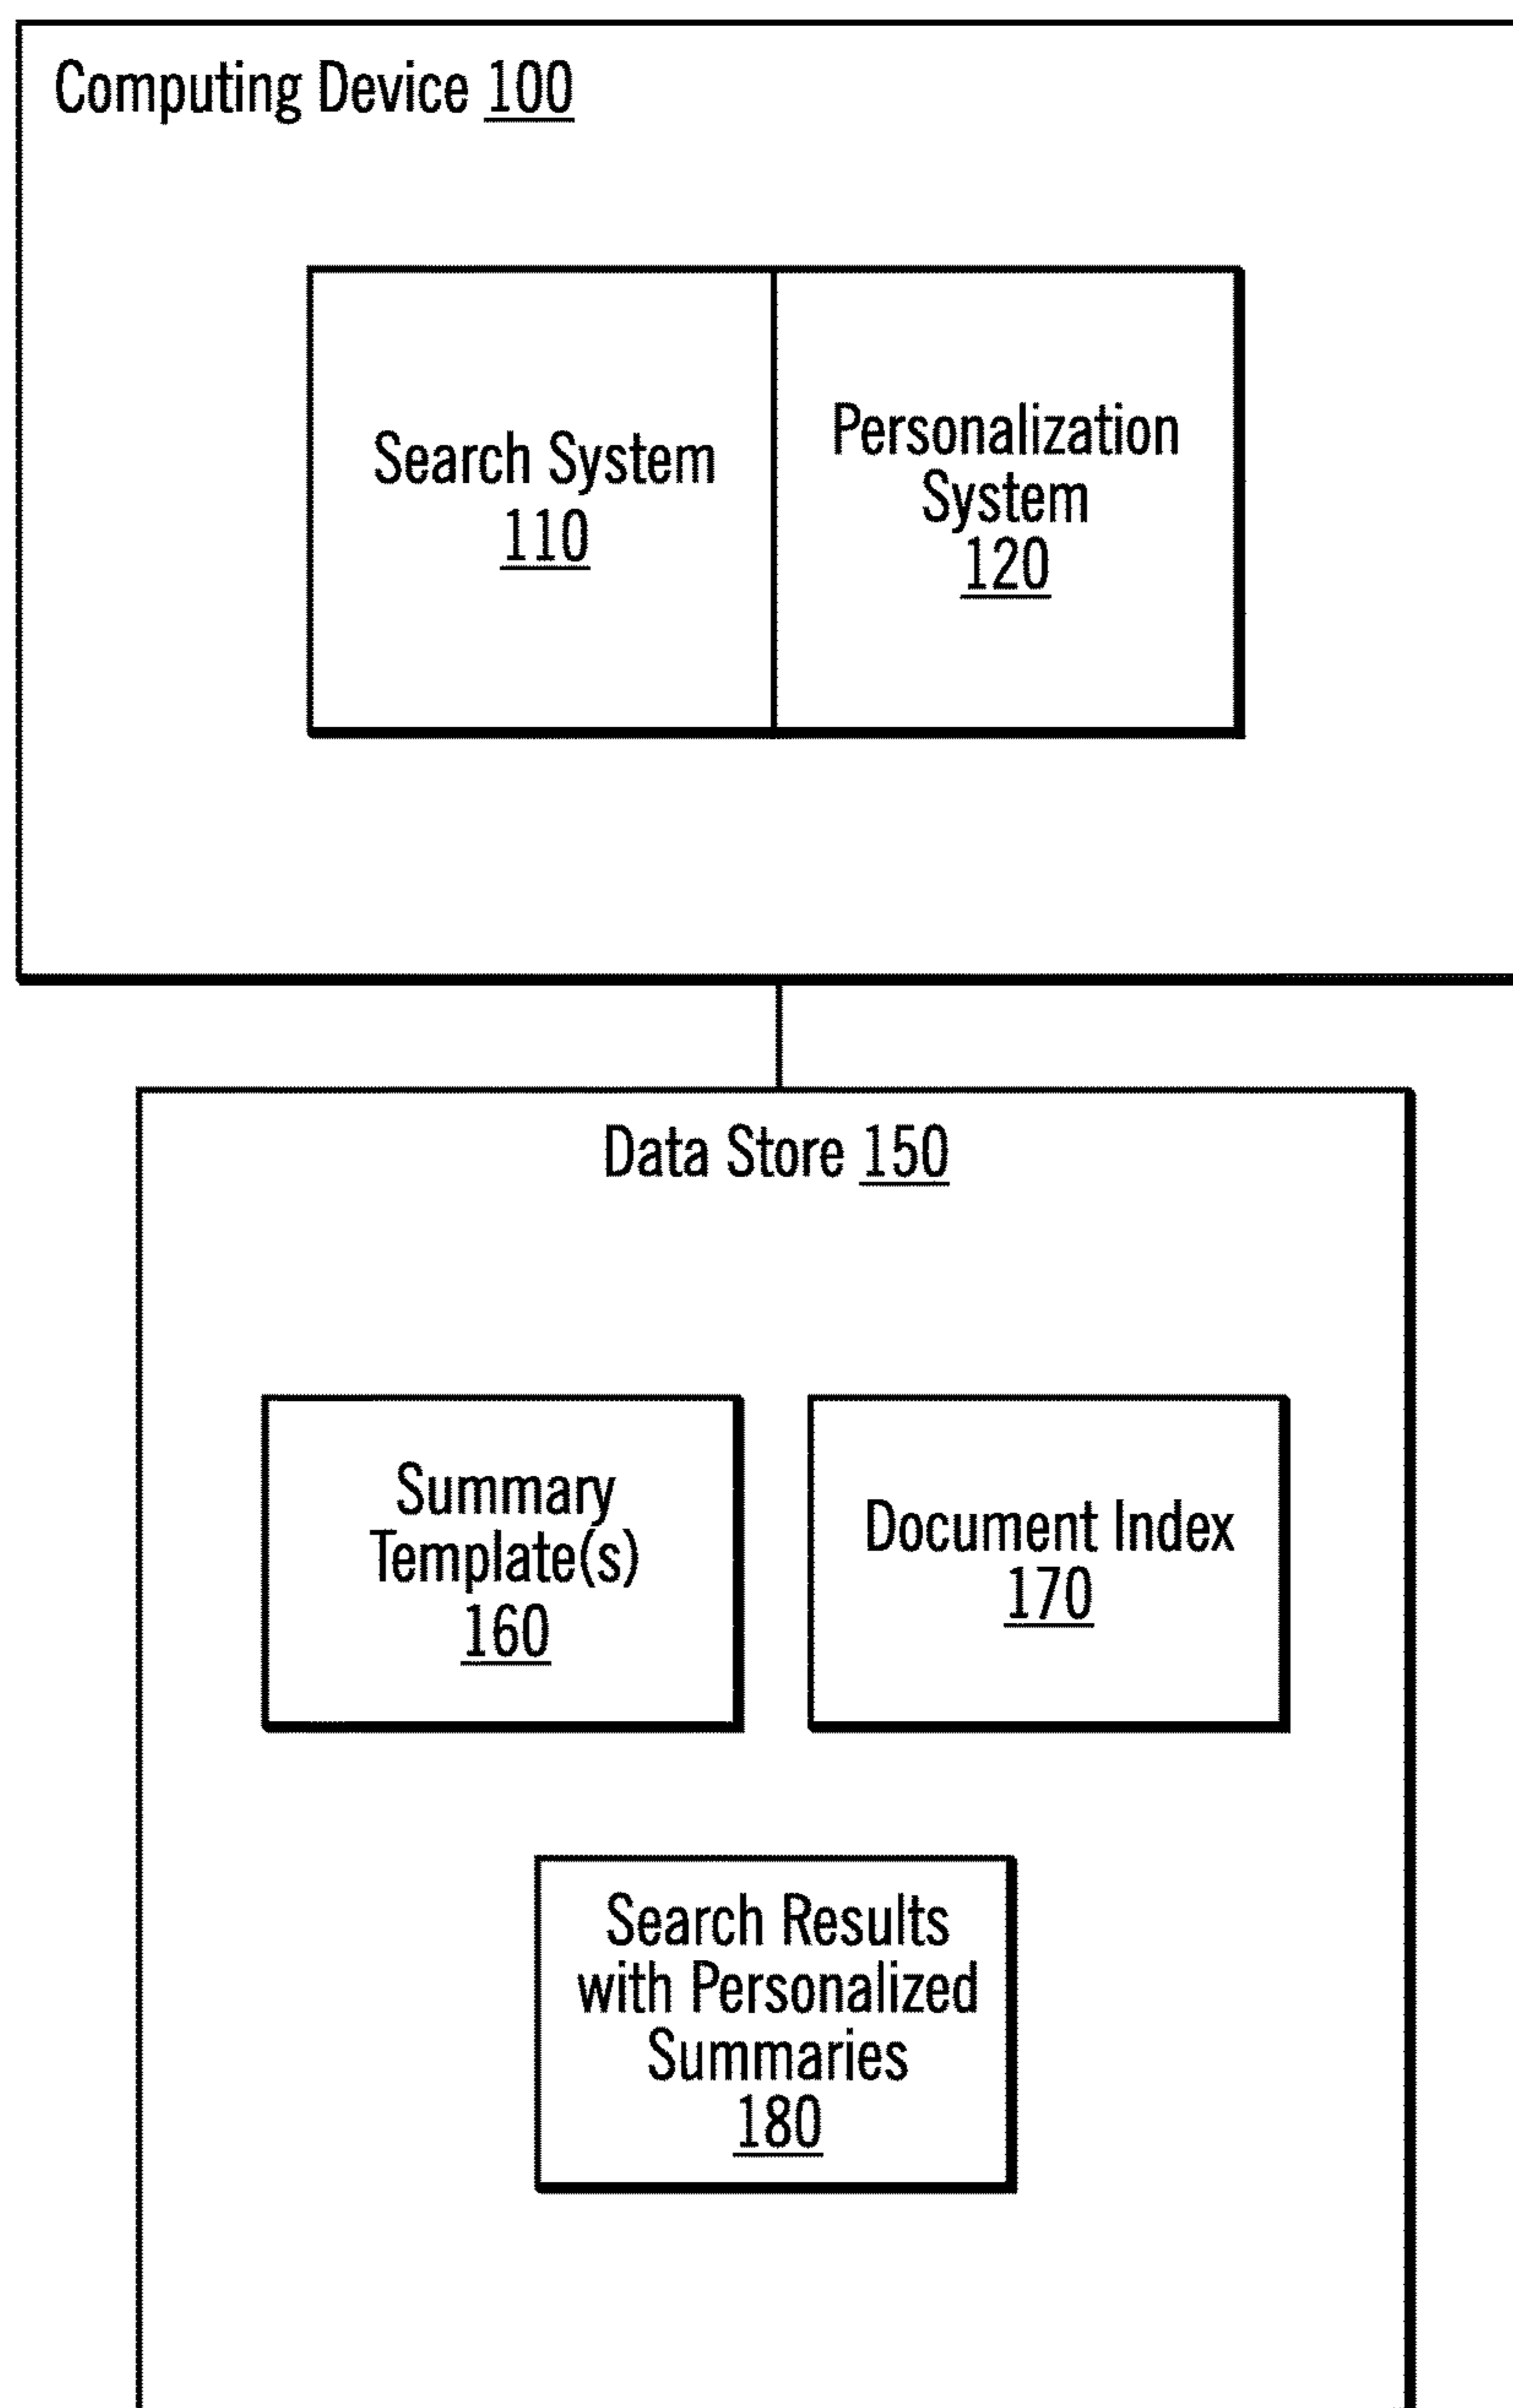 Computing Device 100
Search System
110
Personalization
System
120
Data Store 150
Summary
Template(s)
160
Document Index
170
Search Results
with Personalized
Summaries
180